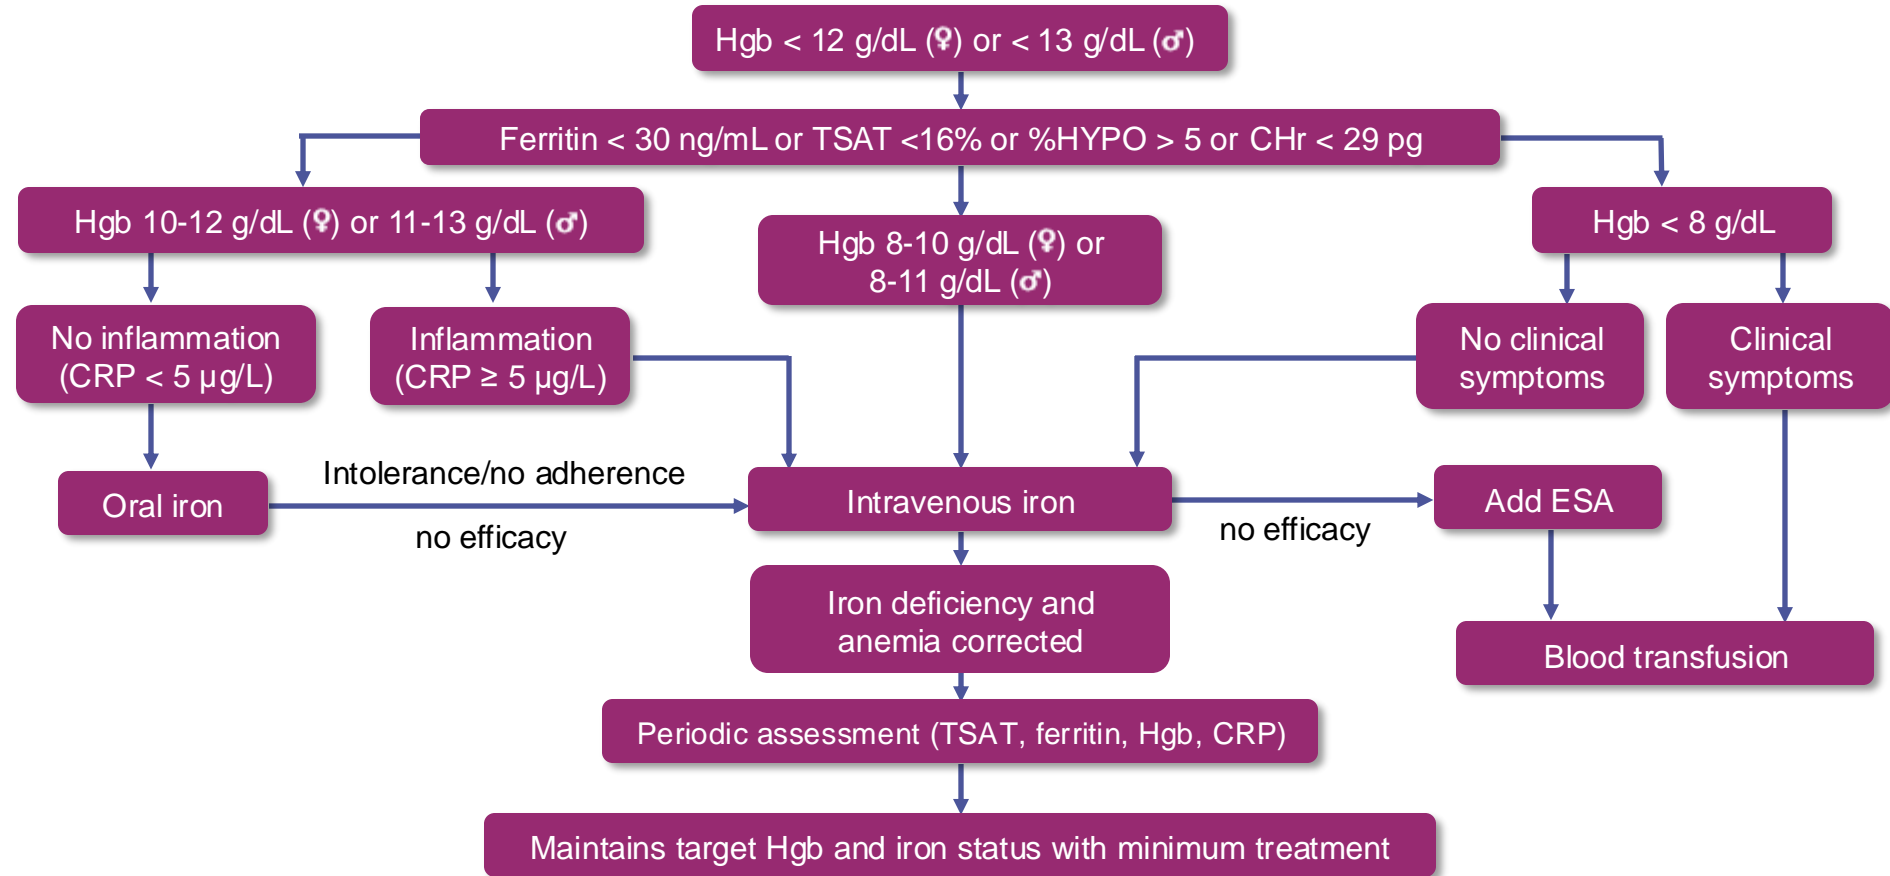 Hgb < 12 g/dL (♀) or < 13 g/dL (♂)
Ferritin < 30 ng/mL or TSAT <16% or %HYPO > 5 or CHr < 29 pg
Hgb 10-12 g/dL (♀) or 11-13 g/dL (♂)
Hgb 8-10 g/dL (♀) or
8-11 g/dL (♂)
Hgb < 8 g/dL
No inflammation
(CRP < 5 µg/L)
Inflammation
(CRP ≥ 5 µg/L)
No clinical
symptoms
Clinical
symptoms
Oral iron
Intolerance/no adherence
no efficacy
Intravenous iron
no efficacy
Add ESA
Iron deficiency and
anemia corrected
Blood transfusion
Periodic assessment (TSAT, ferritin, Hgb, CRP)
Maintains target Hgb and iron status with minimum treatment